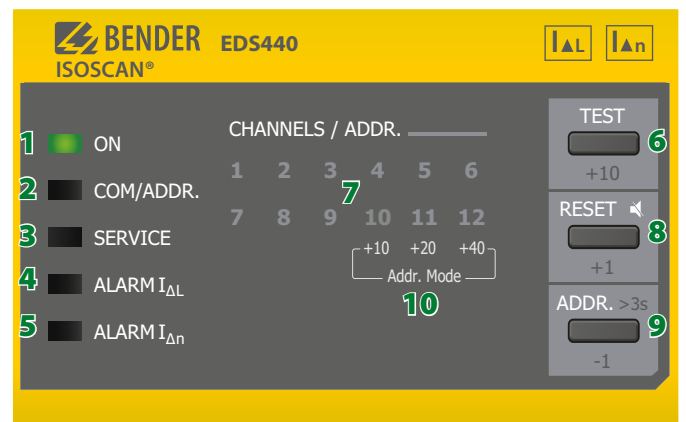 BENDER EDS440
ISOSCAN®
I▲L I▲n
CHANNELS / ADDR.
1 ON
2 COM/ADDR.
3 SERVICE
4 ALARM IΔL
5 ALARM IΔn
1 2 3 4 5 6
7
7 8 9 10 11 12
+10 +20 +40
Addr. Mode
10
TEST
6
+10
RESET
8
+1
ADDR. >3s
9
-1